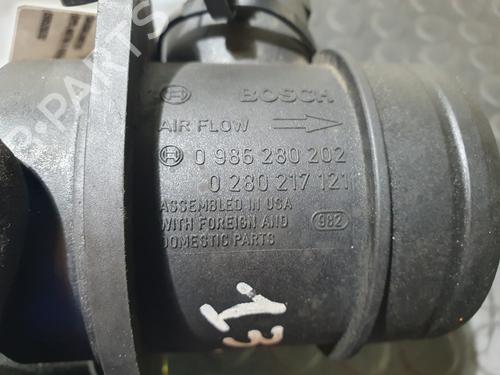 BOSCH
AIR FLOW
0 986 280 202
0 280 217 121
ASSEMBLED IN USA
WITH FOREIGN AND
DOMESTIC PARTS
982
13